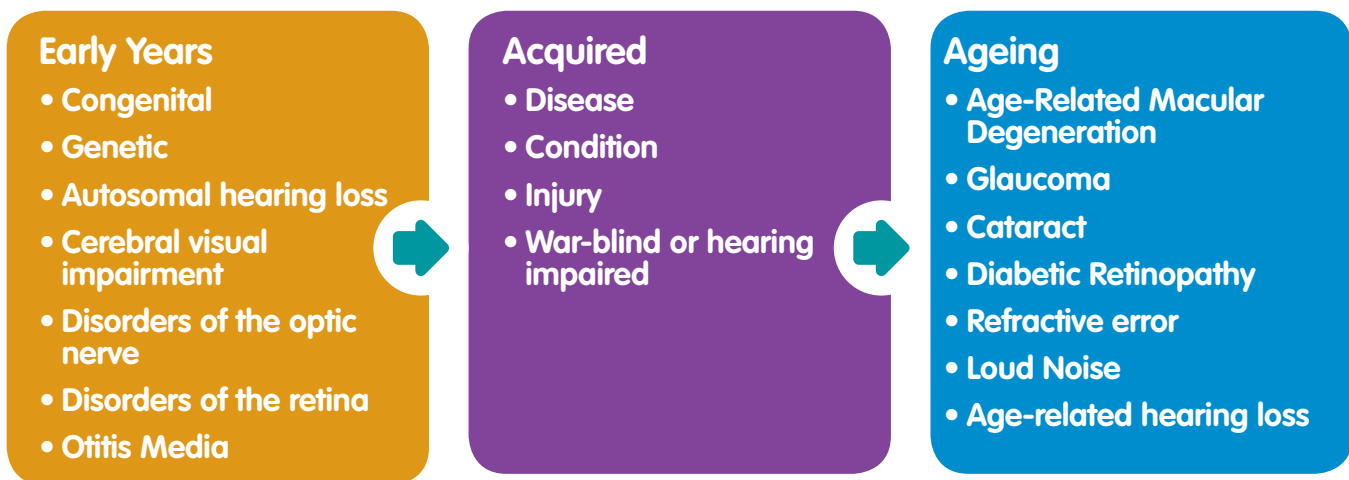 Early Years
• Congenital
• Genetic
• Autosomal hearing loss
• Cerebral visual
impairment
• Disorders of the optic
nerve
• Disorders of the retina
• Otitis Media
Acquired
• Disease
• Condition
• Injury
• War-blind or hearing
impaired
Ageing
• Age-Related Macular
Degeneration
• Glaucoma
• Cataract
• Diabetic Retinopathy
• Refractive error
• Loud Noise
• Age-related hearing loss